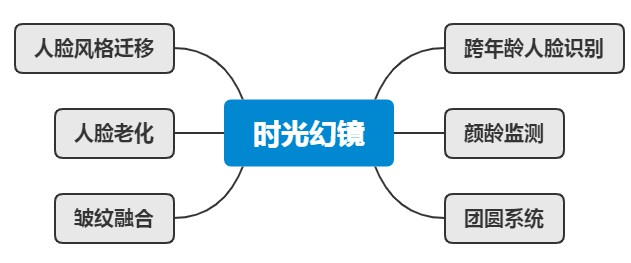 人脸风格迁移
人脸老化
皱纹融合
时光幻镜
跨年龄人脸识别
颜龄监测
团圆系统